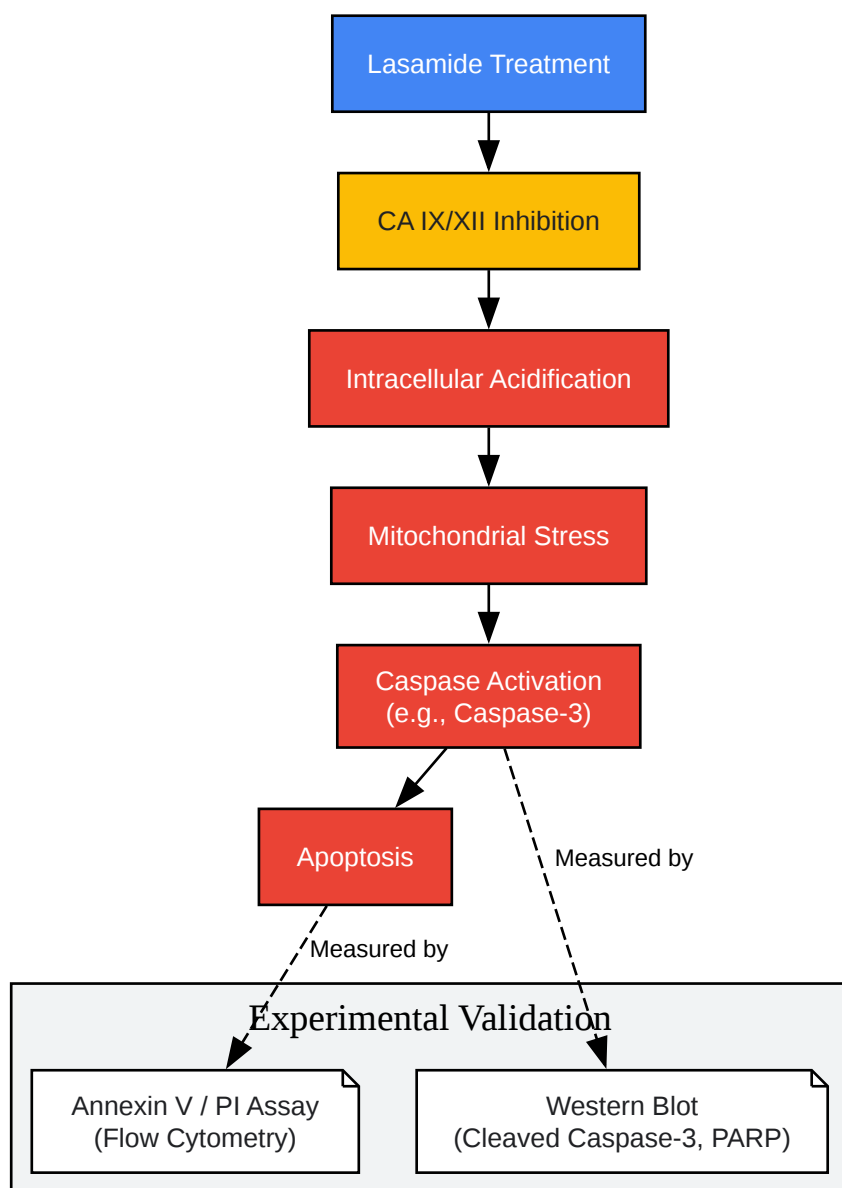 Lasamide Treatment
CA IX/XII Inhibition
Intracellular Acidification
Mitochondrial Stress
Caspase Activation
(e.g., Caspase-3)
Apoptosis
Measured by
Measured by
Experimental Validation
Annexin V / PI Assay
(Flow Cytometry)
Western Blot
(Cleaved Caspase-3, PARP)